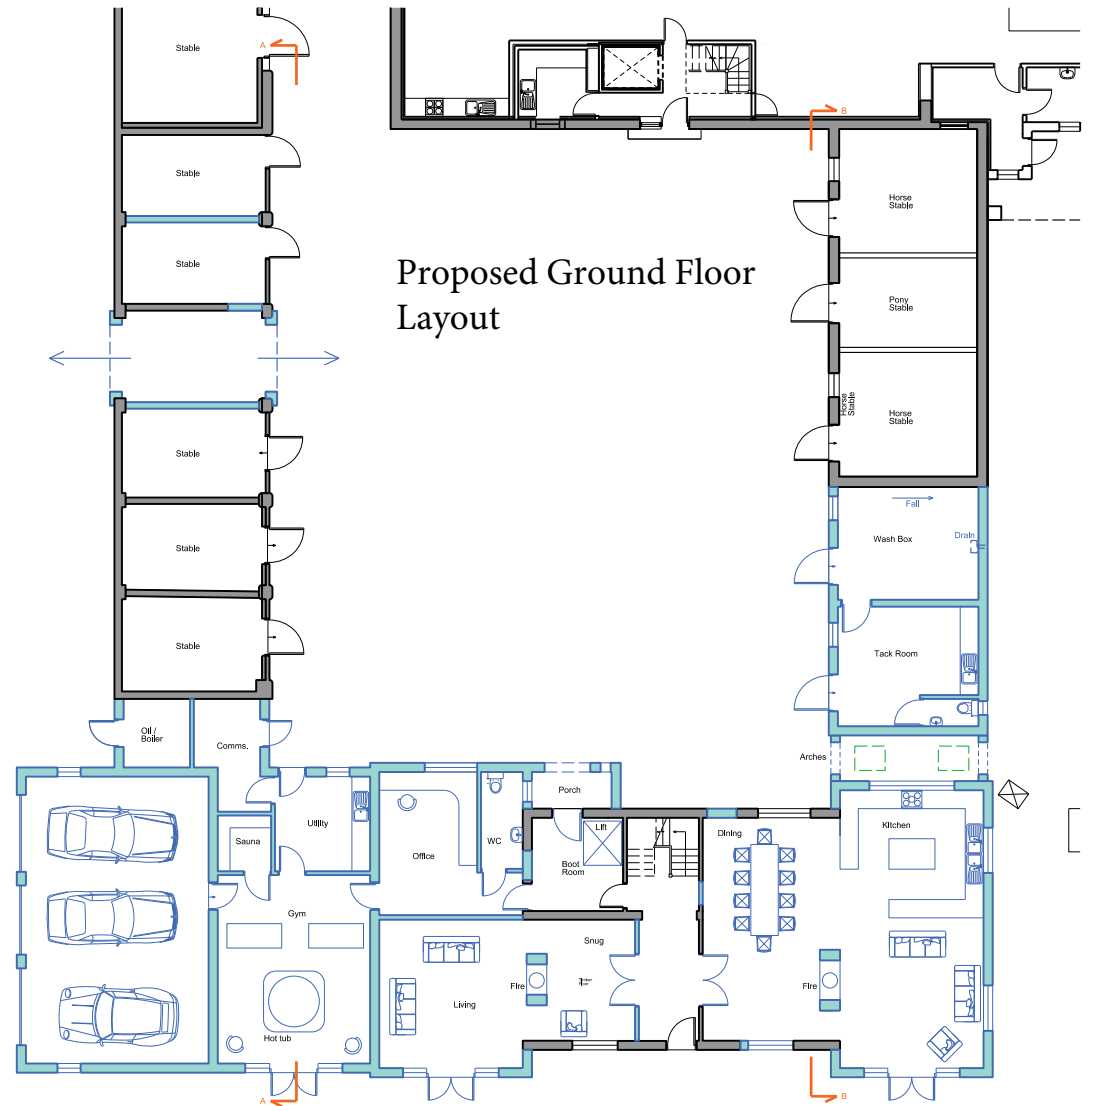 A
Stable
B
Stable
Horse
Stable
Stable
Proposed Ground Floor
Layout
Pony
Stable
Horse
Stable
Horse
Stable
Stable
Fall
Wash Box
Drain
Stable
Stable
Tack Room
Oil /
Boiler
Comms.
Arches
Porch
Utility
Sauna
Office
WC
Lift
Boot
Room
Dining
Kitchen
Gym
Snug
Living
Fire
Timber
Floor
Fire
Hot tub
A
B